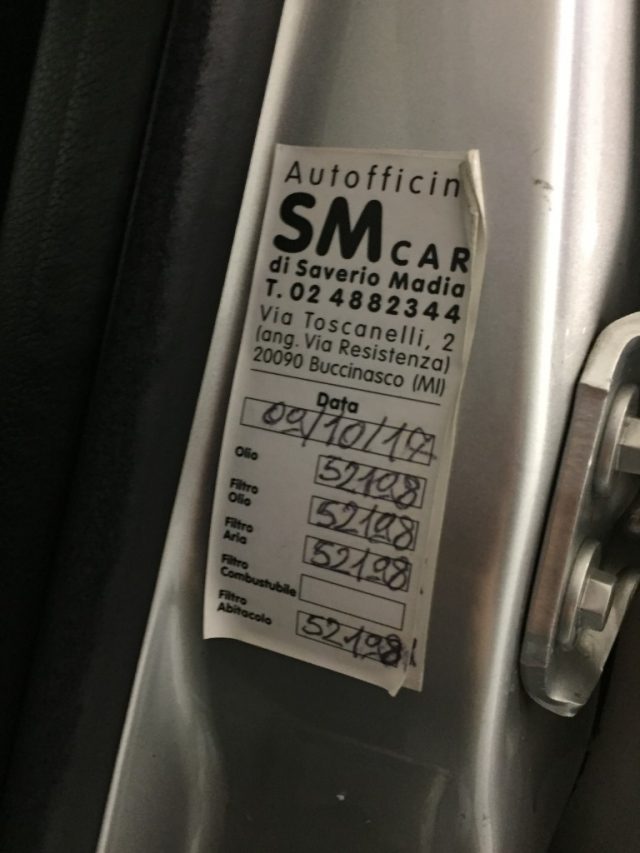 Autofficin
SM CAR
di Saverio Madia
T. 02 4882344
Via Toscanelli, 2
(ang. Via Resistenza)
20090 Buccinasco (MI)
Data
09/10/17
Olio 52198
Filtro Olio 52198
Filtro Aria 52198
Filtro Combustubile
Filtro Abitacolo 52198